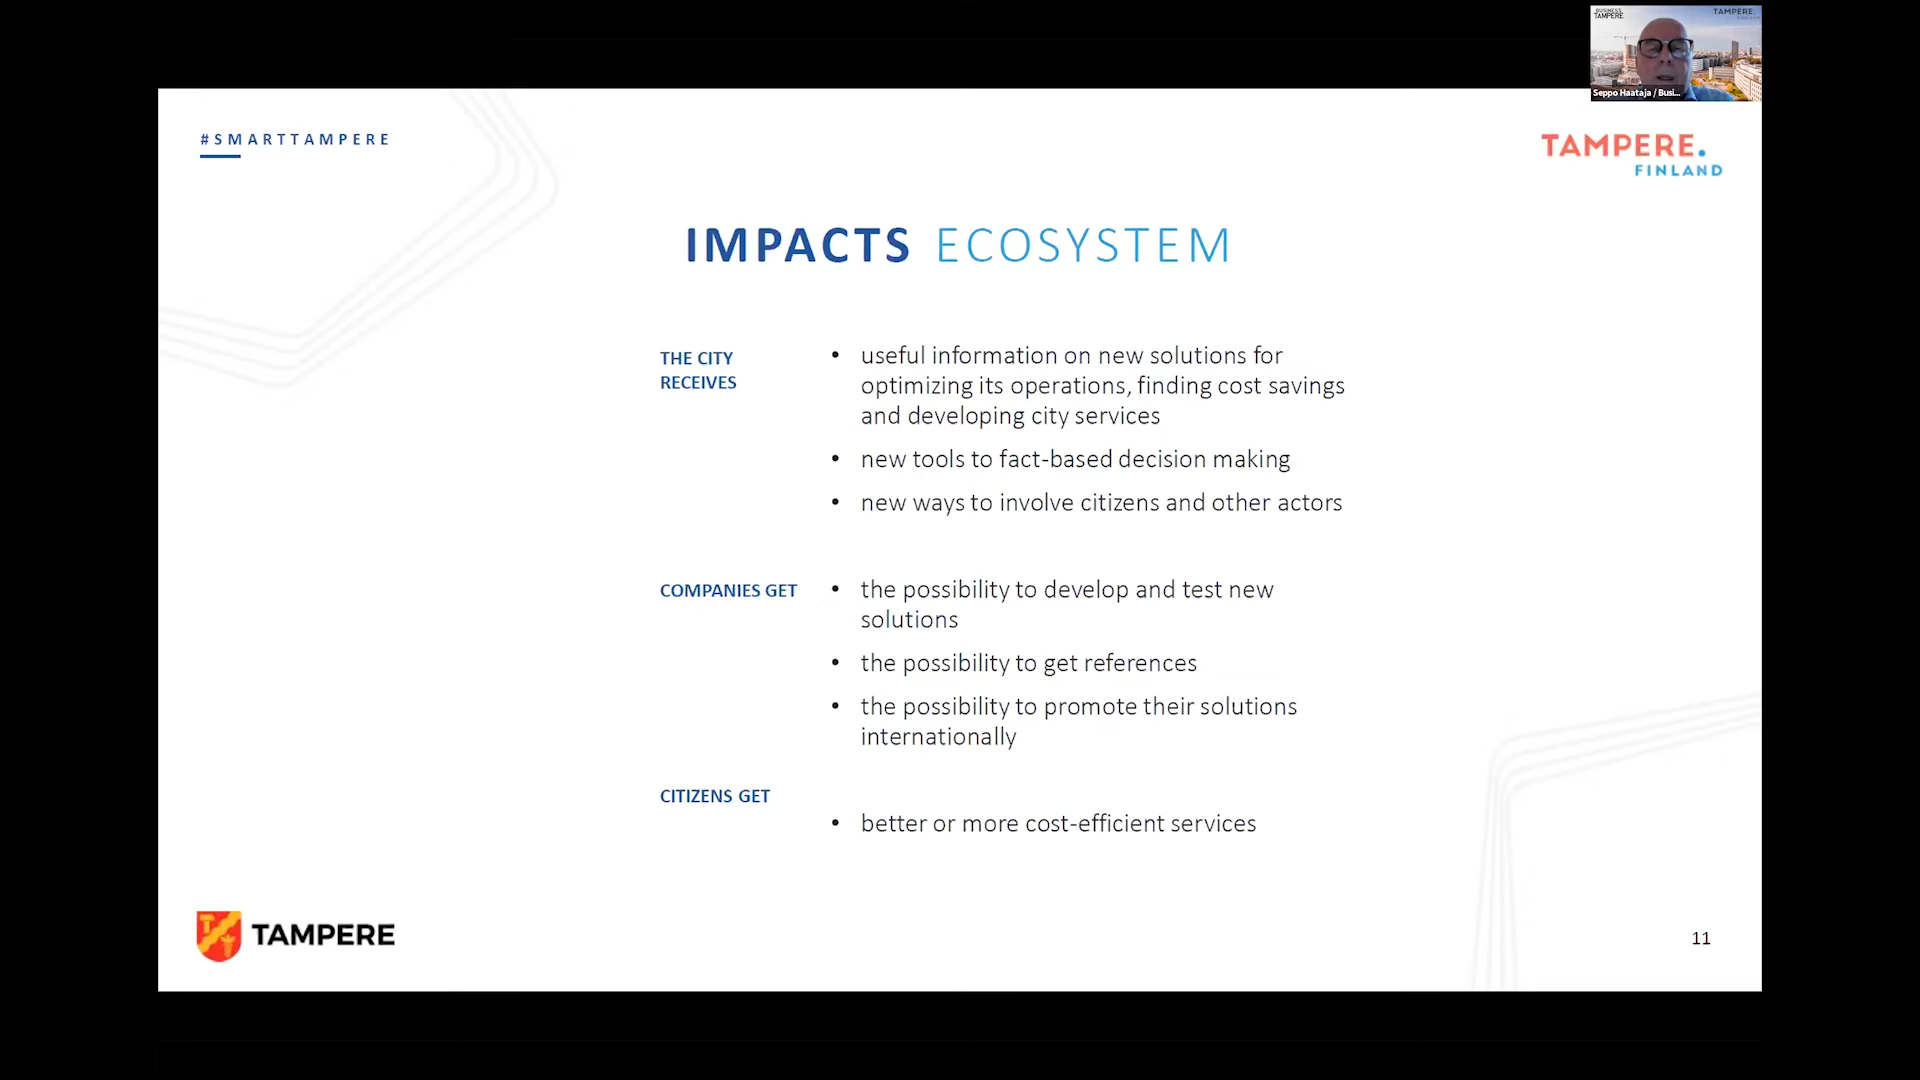 BUSINESS
TAMPERE
TAMPERE.
Seppo Haataja / Busi...
#SMARTTAMPERE
TAMPERE.
FINLAND
IMPACTS ECOSYSTEM
THE CITY
RECEIVES
• useful information on new solutions for
optimizing its operations, finding cost savings
and developing city services
• new tools to fact-based decision making
• new ways to involve citizens and other actors
COMPANIES GET
• the possibility to develop and test new
solutions
• the possibility to get references
• the possibility to promote their solutions
internationally
CITIZENS GET
• better or more cost-efficient services
TAMPERE
11